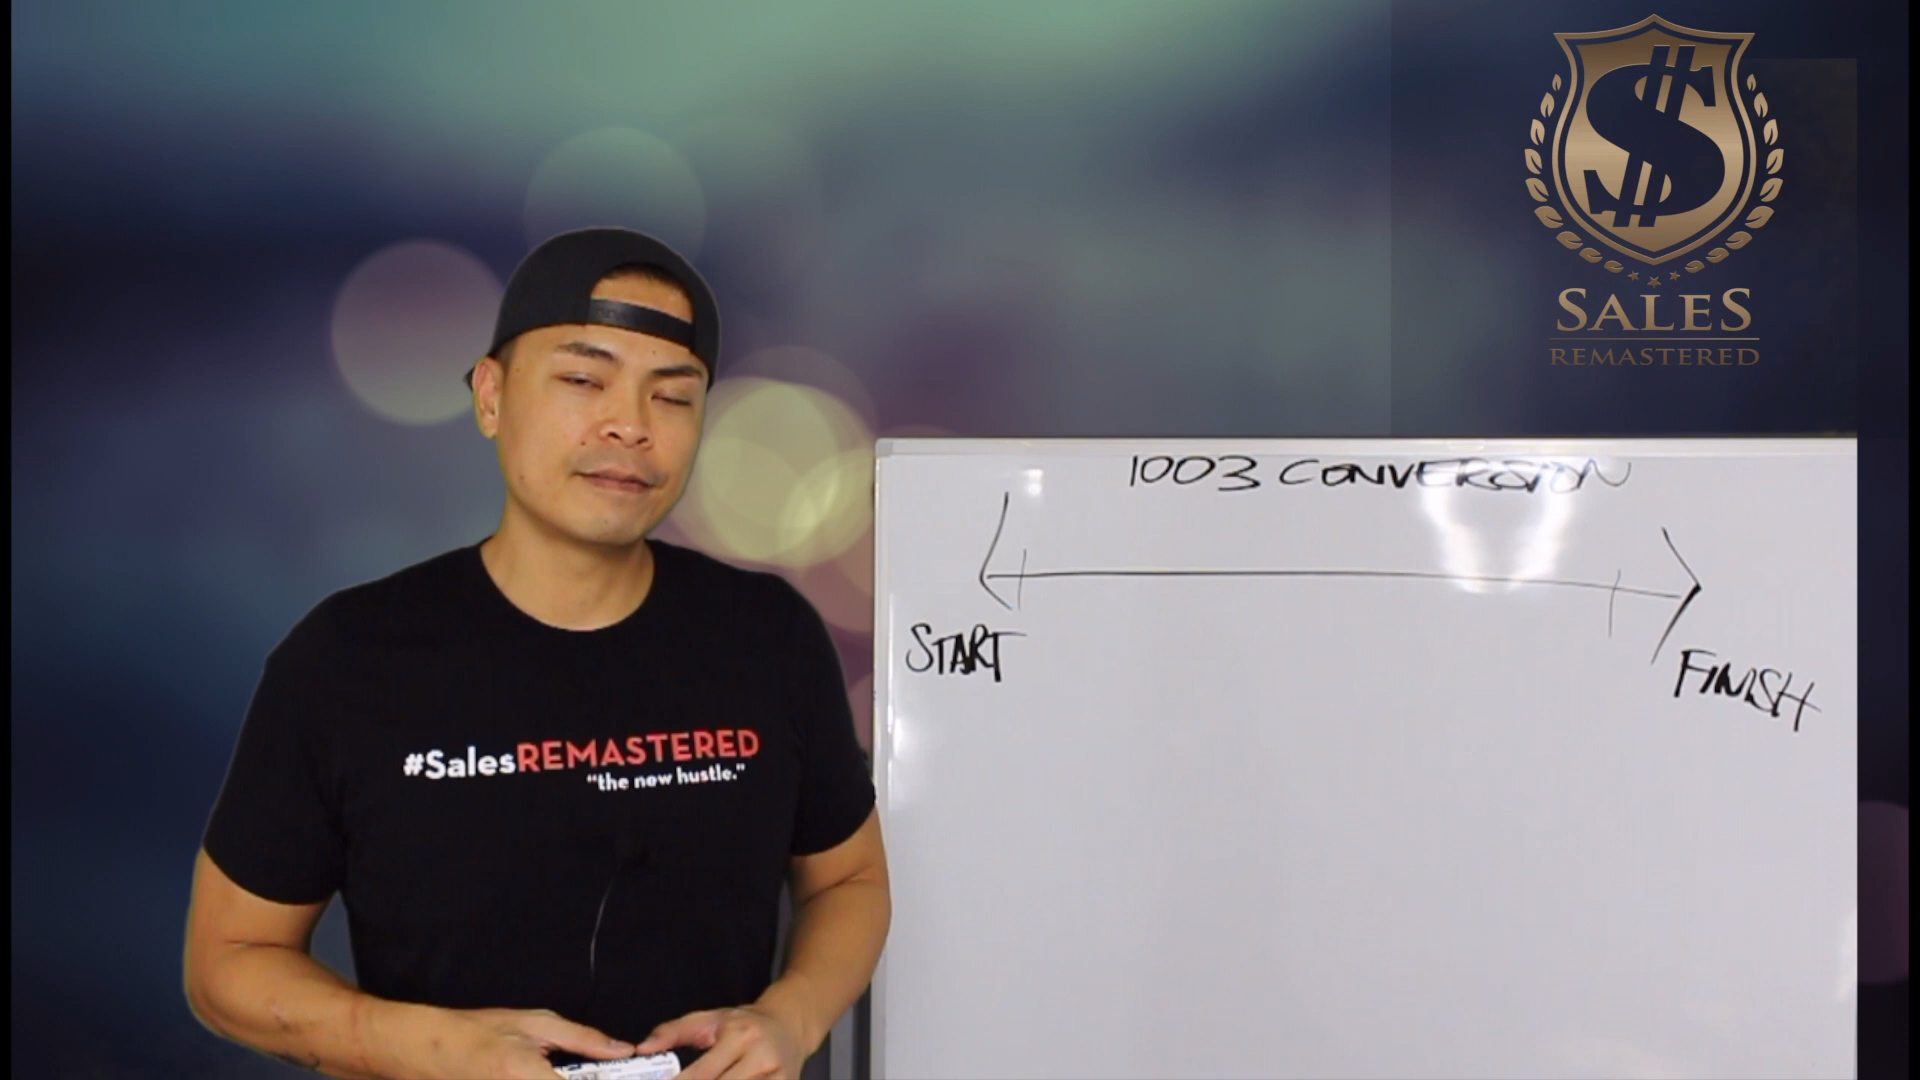 SALES
REMASTERED
1003 CONVERSION
START
FINISH
#SalesREMASTERED
"the new hustle."